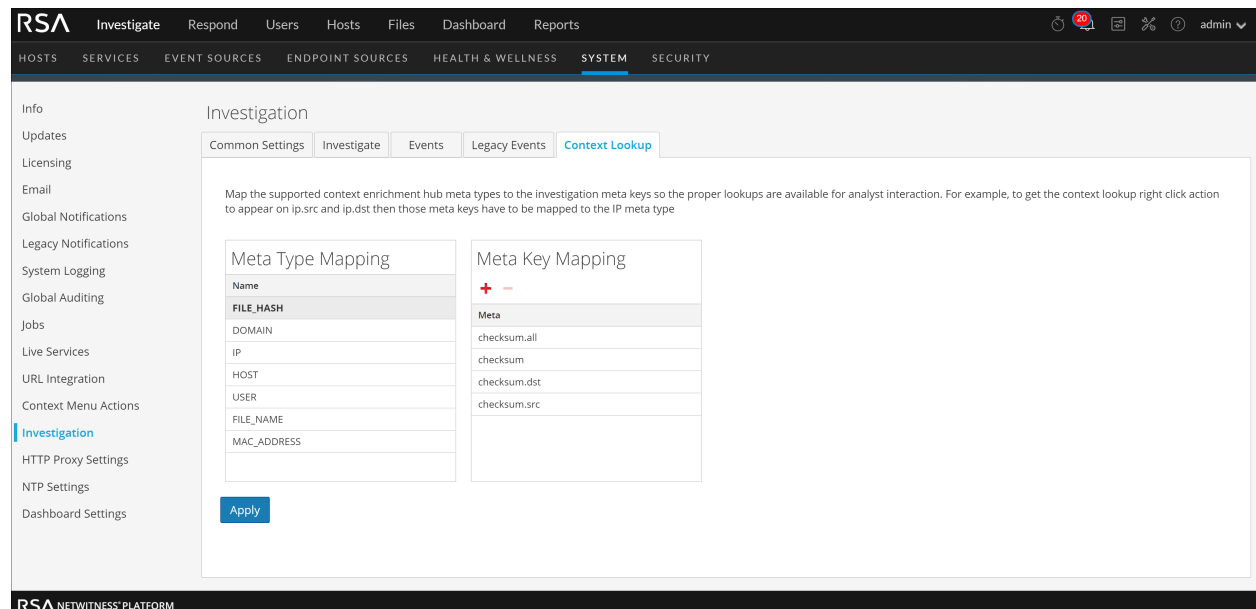 RSA Investigate Respond Users Hosts Files Dashboard Reports 20 admin
HOSTS SERVICES EVENT SOURCES ENDPOINT SOURCES HEALTH & WELLNESS SYSTEM SECURITY
Info
Updates
Licensing
Email
Global Notifications
Legacy Notifications
System Logging
Global Auditing
Jobs
Live Services
URL Integration
Context Menu Actions
Investigation
HTTP Proxy Settings
NTP Settings
Dashboard Settings
Investigation
Common Settings Investigate Events Legacy Events Context Lookup
Map the supported context enrichment hub meta types to the investigation meta keys so the proper lookups are available for analyst interaction. For example, to get the context lookup right click action
to appear on ip.src and ip.dst then those meta keys have to be mapped to the IP meta type
Meta Type Mapping
Name
FILE_HASH
DOMAIN
IP
HOST
USER
FILE_NAME
MAC_ADDRESS
Meta Key Mapping
+ −
Meta
checksum.all
checksum
checksum.dst
checksum.src
Apply
RSA NETWITNESS® PLATFORM